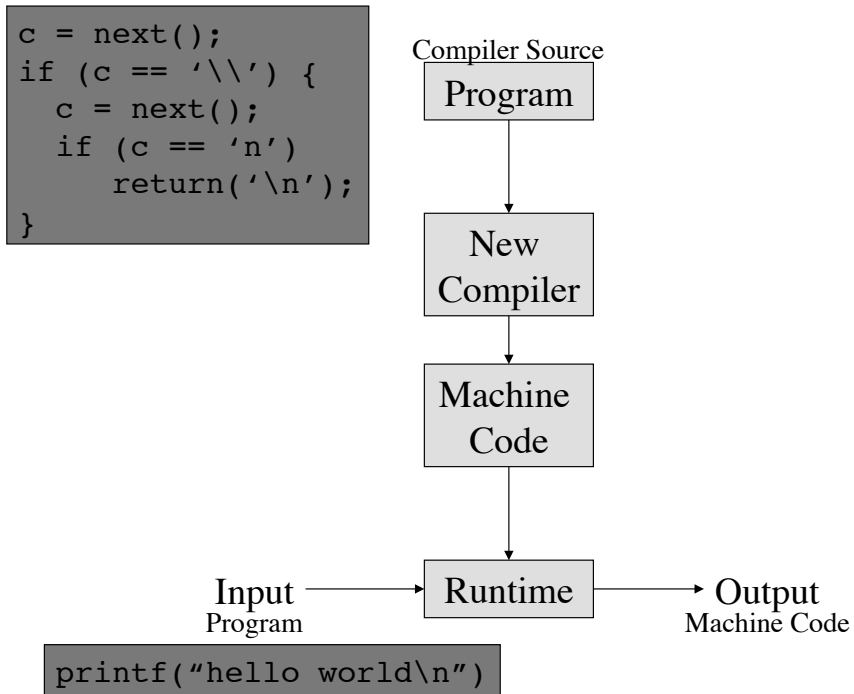 c = next();
if (c == ‘\\’) {
  c = next();
  if (c == ‘n’)
     return(‘\n’);
}
Compiler Source
Program
New
Compiler
Machine
Code
Input
Program
Runtime
Output
Machine Code
printf(“hello world\n”)